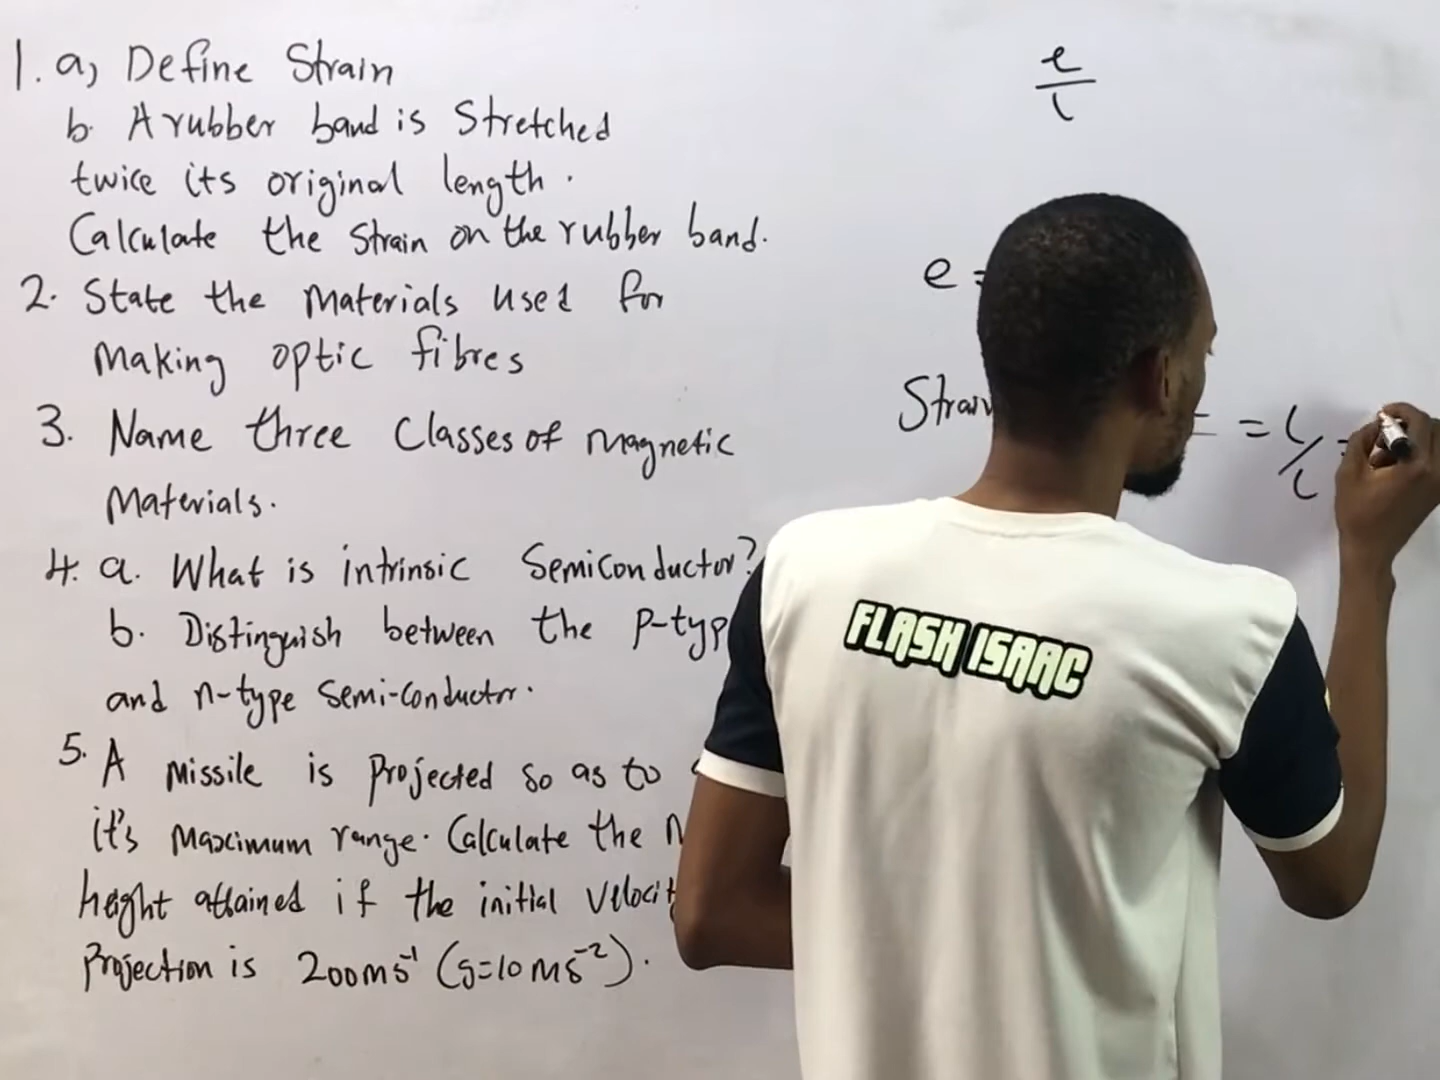 1. a, Define Strain
b. A rubber band is Stretched
twice its original length.
Calculate the strain on the rubber band.
2. State the Materials used for
Making optic fibres
3. Name three Classes of Magnetic
Materials.
4. a. What is intrinsic Semiconductor?
b. Distinguish between the P-typ
and n-type Semi-conductor.
5. A Missile is Projected so as to
it's Maximum range. Calculate the M
height attained if the initial Velocit
Projection is 200ms⁻¹ (g=10ms⁻²).
e/l
e =
Strain
= l/l =
FLASH ISAAC